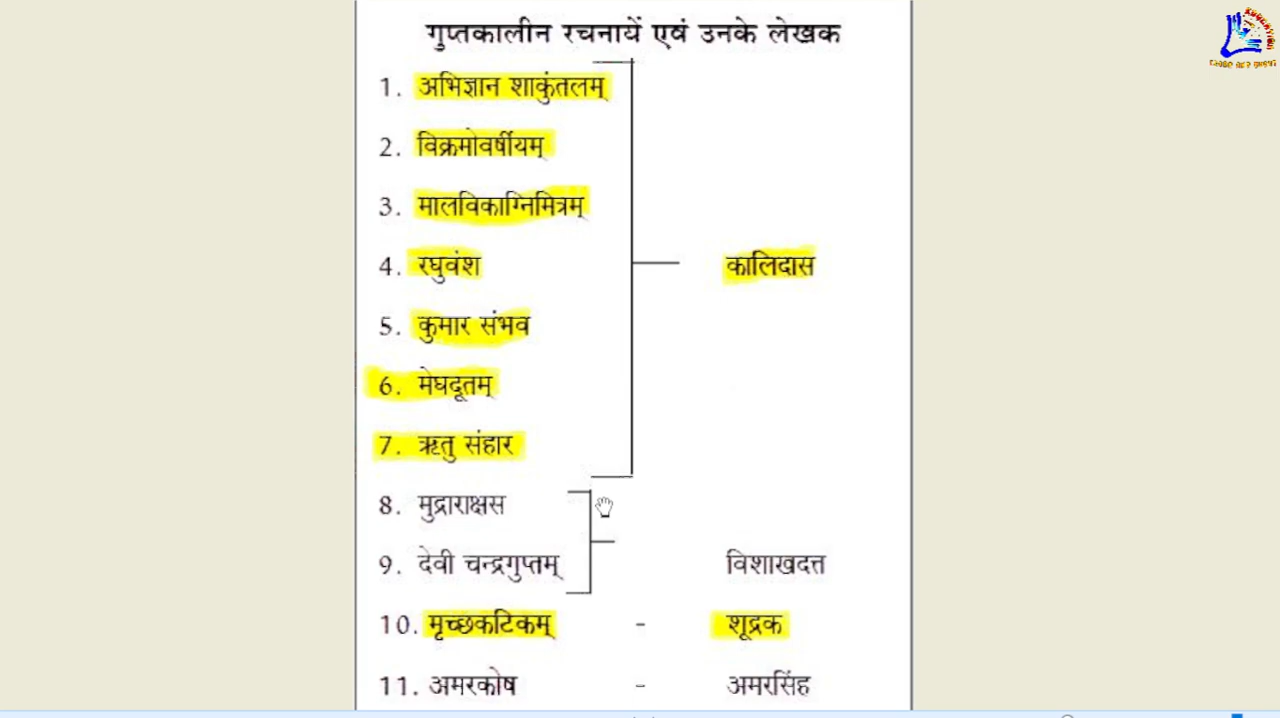 गुप्तकालीन रचनायें एवं उनके लेखक
1. अभिज्ञान शाकुंतलम्
2. विक्रमोवर्षीयम्
3. मालविकाग्निमित्रम्
4. रघुवंश
कालिदास
5. कुमार संभव
6. मेघदूतम्
7. ऋतु संहार
8. मुद्राराक्षस
9. देवी चन्द्रगुप्तम् विशाखदत्त
10. मृच्छकटिकम् - शूद्रक
11. अमरकोष - अमरसिंह